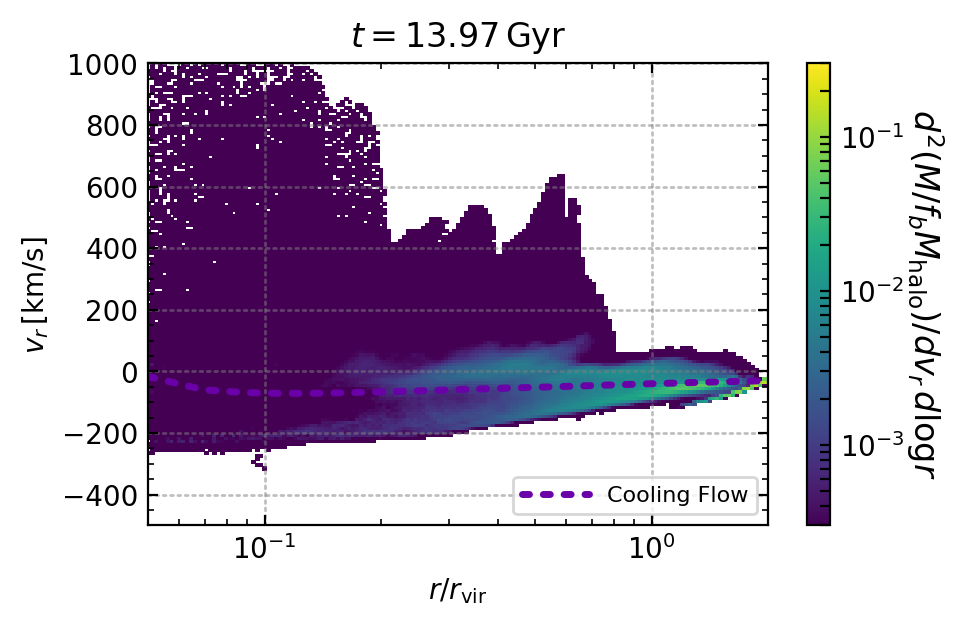 t = 13.97 Gyr
1000
800
600
400
200
0
−200
−400
v_r [km/s]
10^{-1}
10^{0}
r/r_vir
Cooling Flow
10^{-1}
10^{-2}
10^{-3}
d^2(M/f_b M_halo)/dv_r dlogr